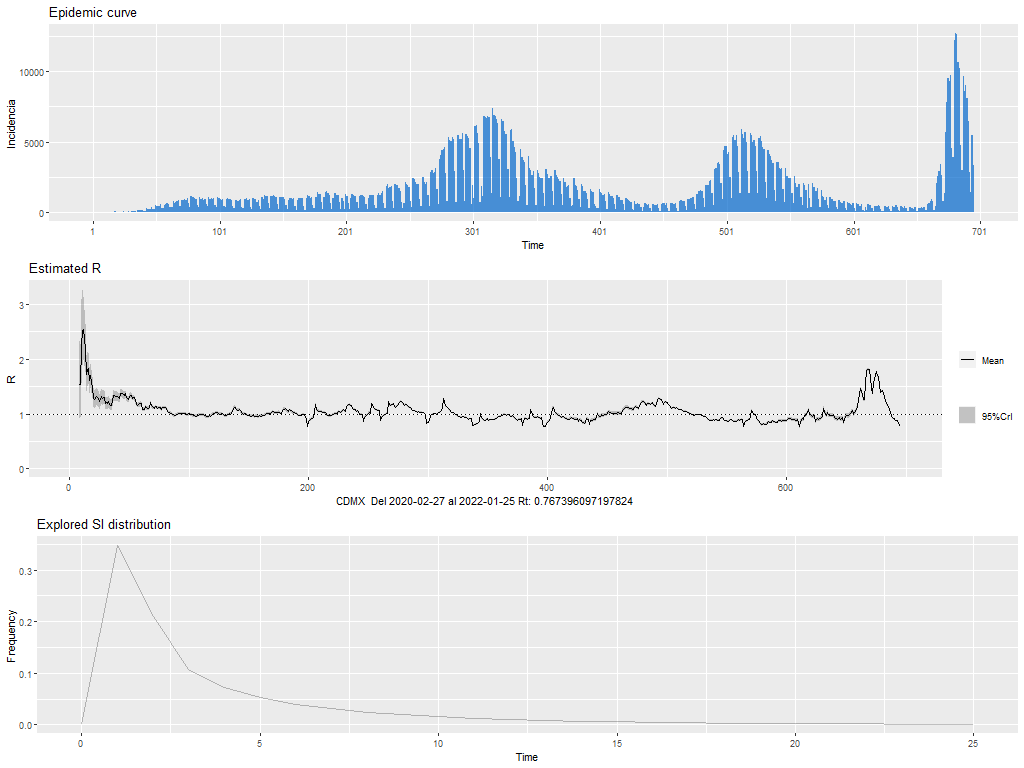 Epidemic curve
Incidencia
10000
5000
0
1
101
201
301
401
501
601
701
Time
Estimated R
R
3
2
1
0
0
200
400
600
Mean
95%CrI
CDMX Del 2020-02-27 al 2022-01-25 Rt: 0.767396097197824
Explored SI distribution
Frequency
0.3
0.2
0.1
0.0
0
5
10
15
20
25
Time